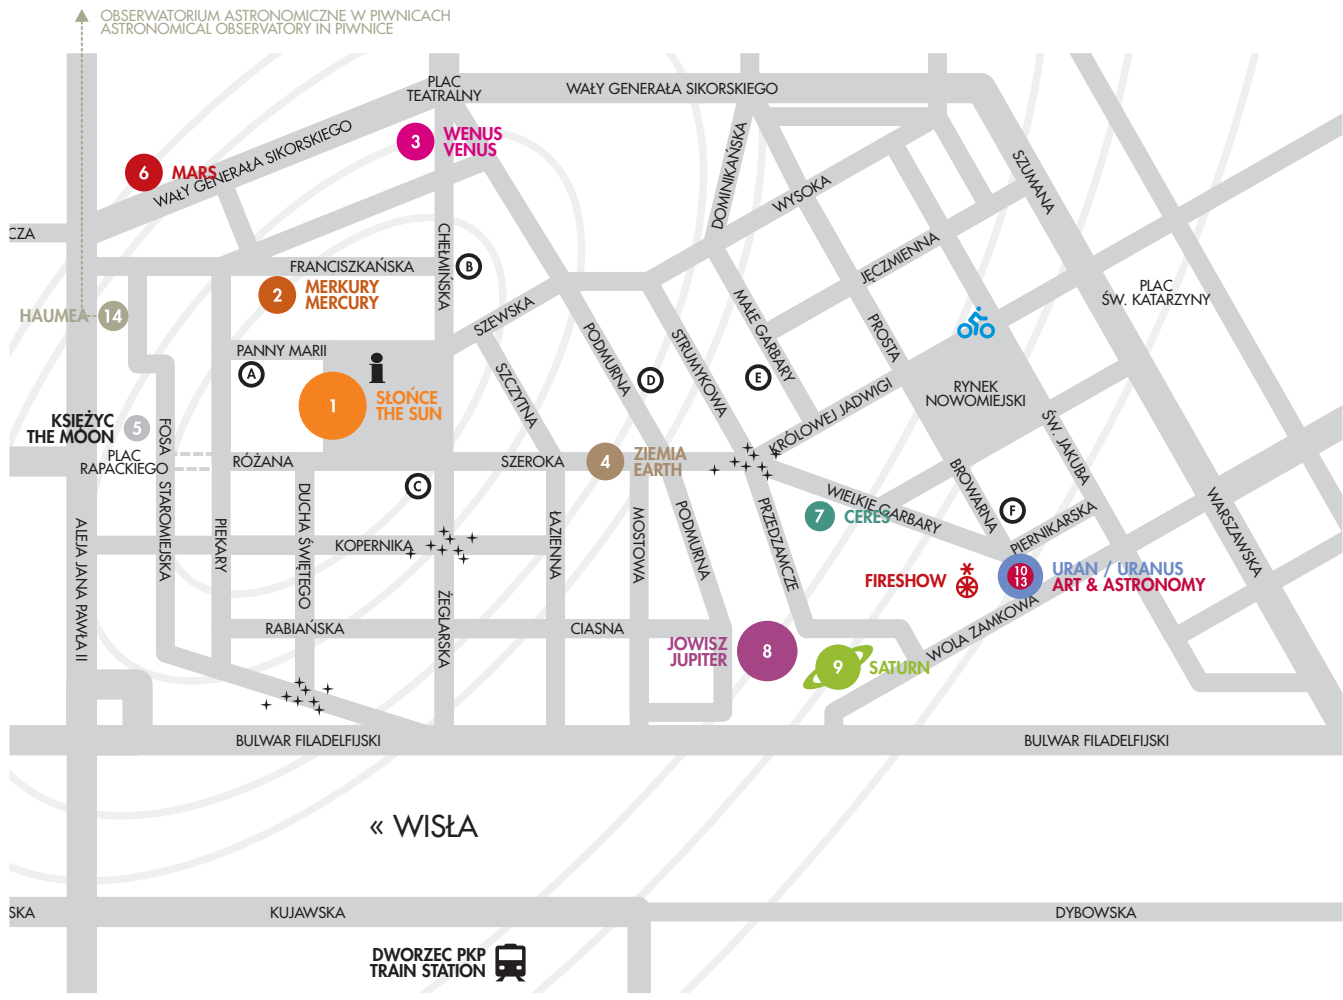 OBSERWATORIUM ASTRONOMICZNE W PIWNICACH
ASTRONOMICAL OBSERVATORY IN PIWNICE
PLAC
TEATRALNY
WAŁY GENERAŁA SIKORSKIEGO
3
WENUS
VENUS
WAŁY GENERAŁA SIKORSKIEGO
6
MARS
DOMINIKAŃSKA
WYSOKA
SZUMANA
CZA
CHEŁMIŃSKA
B
FRANCISZKAŃSKA
JĘCZMIENNA
2
MERKURY
MERCURY
PLAC
ŚW. KATARZYNY
HAUMEA
14
SZEWSKA
PODMURNA
STRUMYKOWA
MAŁE GARBARY
PROSTA
PANNY MARII
A
D
E
SZCZYTNA
RYNEK
NOWOMIEJSKI
1
SŁOŃCE
THE SUN
KSIĘŻYC
THE MOON
5
PLAC
RAPACKIEGO
FOSA STAROMIEJSKA
KRÓLOWEJ JADWIGI
ŚW. JAKUBA
RÓŻANA
SZEROKA
4
ZIEMIA
EARTH
C
WIELKIE GARBARY
BROWARNA
F
WARSZAWSKA
7
CERES
PIERNIKARSKA
ALEJA JANA PAWŁA II
PIEKARY
DUCHA ŚWIĘTEGO
KOPERNIKA
ŁAZIENNA
MOSTOWA
PODMURNA
PRZEDZAMCZE
FIRESHOW
10
13
URAN / URANUS
ART & ASTRONOMY
ŻEGLARSKA
RABIAŃSKA
CIASNA
WOLA ZAMKOWA
JOWISZ
JUPITER
8
9
SATURN
BULWAR FILADELFIJSKI
BULWAR FILADELFIJSKI
« WISŁA
SKA
KUJAWSKA
DYBOWSKA
DWORZEC PKP
TRAIN STATION